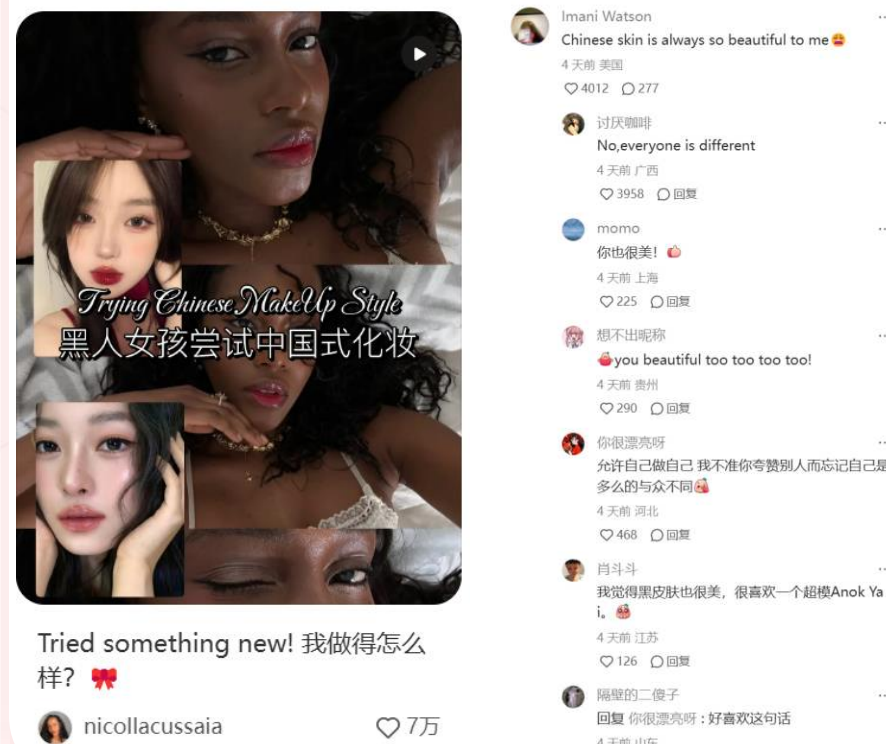 Trying Chinese MakeUp Style
黑人女孩尝试中国式化妆
Tried something new! 我做得怎么
样?
nicollacussaia
7万
Imani Watson
Chinese skin is always so beautiful to me
4 天前 美国
4012 277
讨厌咖啡
No,everyone is different
4 天前 广西
3958 回复
momo
你也很美!
4 天前 上海
225 回复
想不出昵称
you beautiful too too too too!
4 天前 贵州
290 回复
你很漂亮呀
允许自己做自己 我不准你夸赞别人而忘记自己是
多么的与众不同
4 天前 河北
468 回复
肖斗斗
我觉得黑皮肤也很美，很喜欢一个超模Anok Ya
i。
4 天前 江苏
126 回复
隔壁的二傻子
回复 你很漂亮呀 : 好喜欢这句话
4 天前 山东